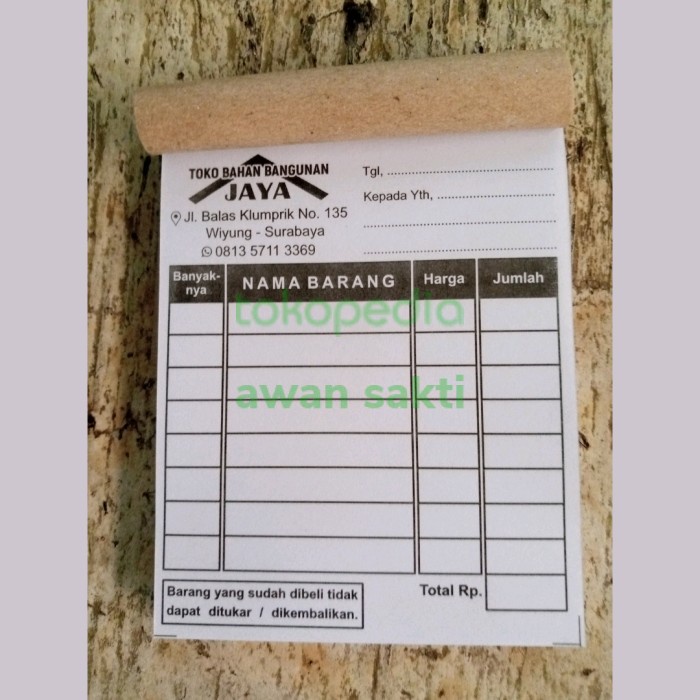 TOKO BAHAN BANGUNAN
JAYA
Jl. Balas Klumprik No. 135
Wiyung - Surabaya
0813 5711 3369
Tgl, ..............................
Kepada Yth, ..............................
..............................
..............................
Banyak-
nya
NAMA BARANG
Harga
Jumlah
tokopedia
awan sakti
Barang yang sudah dibeli tidak
dapat ditukar / dikembalikan.
Total Rp.